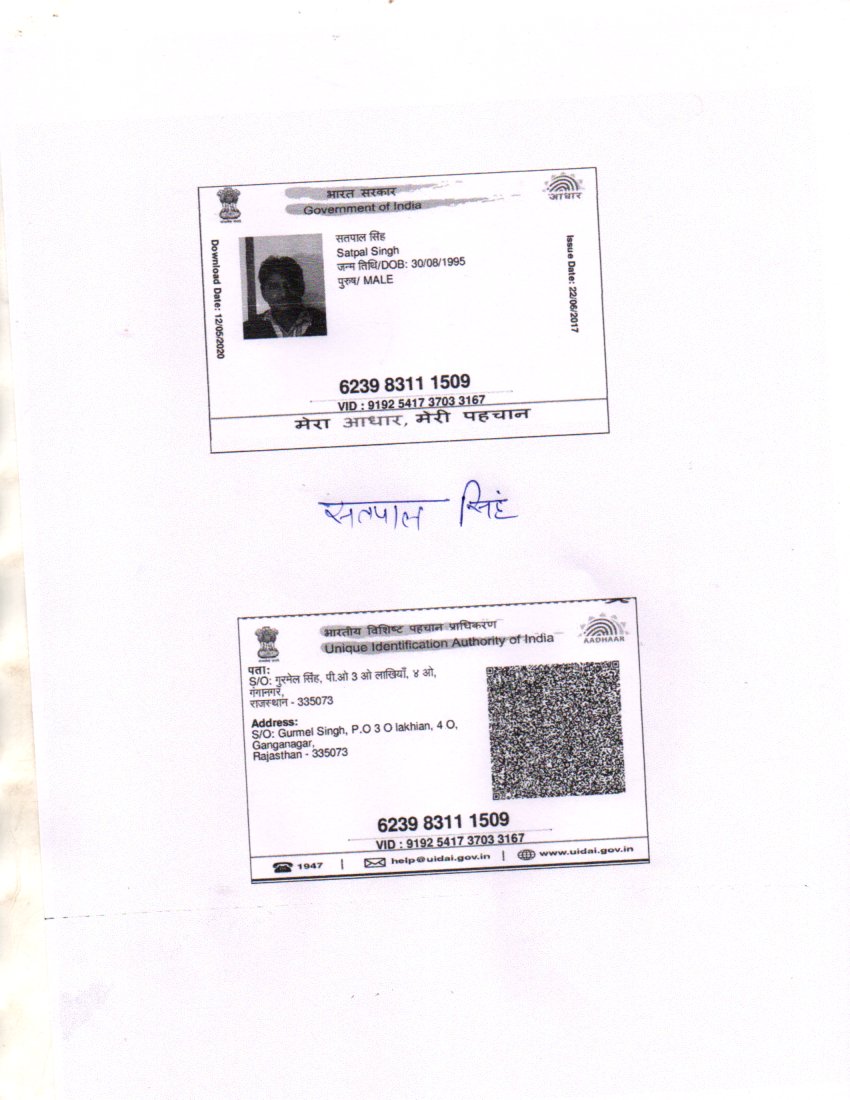 भारत सरकार
Government of India
आधार
Download Date: 12/05/2020
सतपाल सिंह
Satpal Singh
जन्म तिथि/DOB: 30/08/1995
पुरुष/ MALE
Issue Date: 22/06/2017
6239 8311 1509
VID : 9192 5417 3703 3167
मेरा आधार, मेरी पहचान
सतपाल सिंह
भारतीय विशिष्ट पहचान प्राधिकरण
Unique Identification Authority of India
AADHAAR
पता:
S/O: गुरमेल सिंह, पी.ओ 3 ओ लाखियाँ, ४ ओ,
गंगानगर,
राजस्थान - 335073
Address:
S/O: Gurmel Singh, P.O 3 O lakhian, 4 O,
Ganganagar,
Rajasthan - 335073
6239 8311 1509
VID : 9192 5417 3703 3167
1947 | help@uidai.gov.in | www.uidai.gov.in